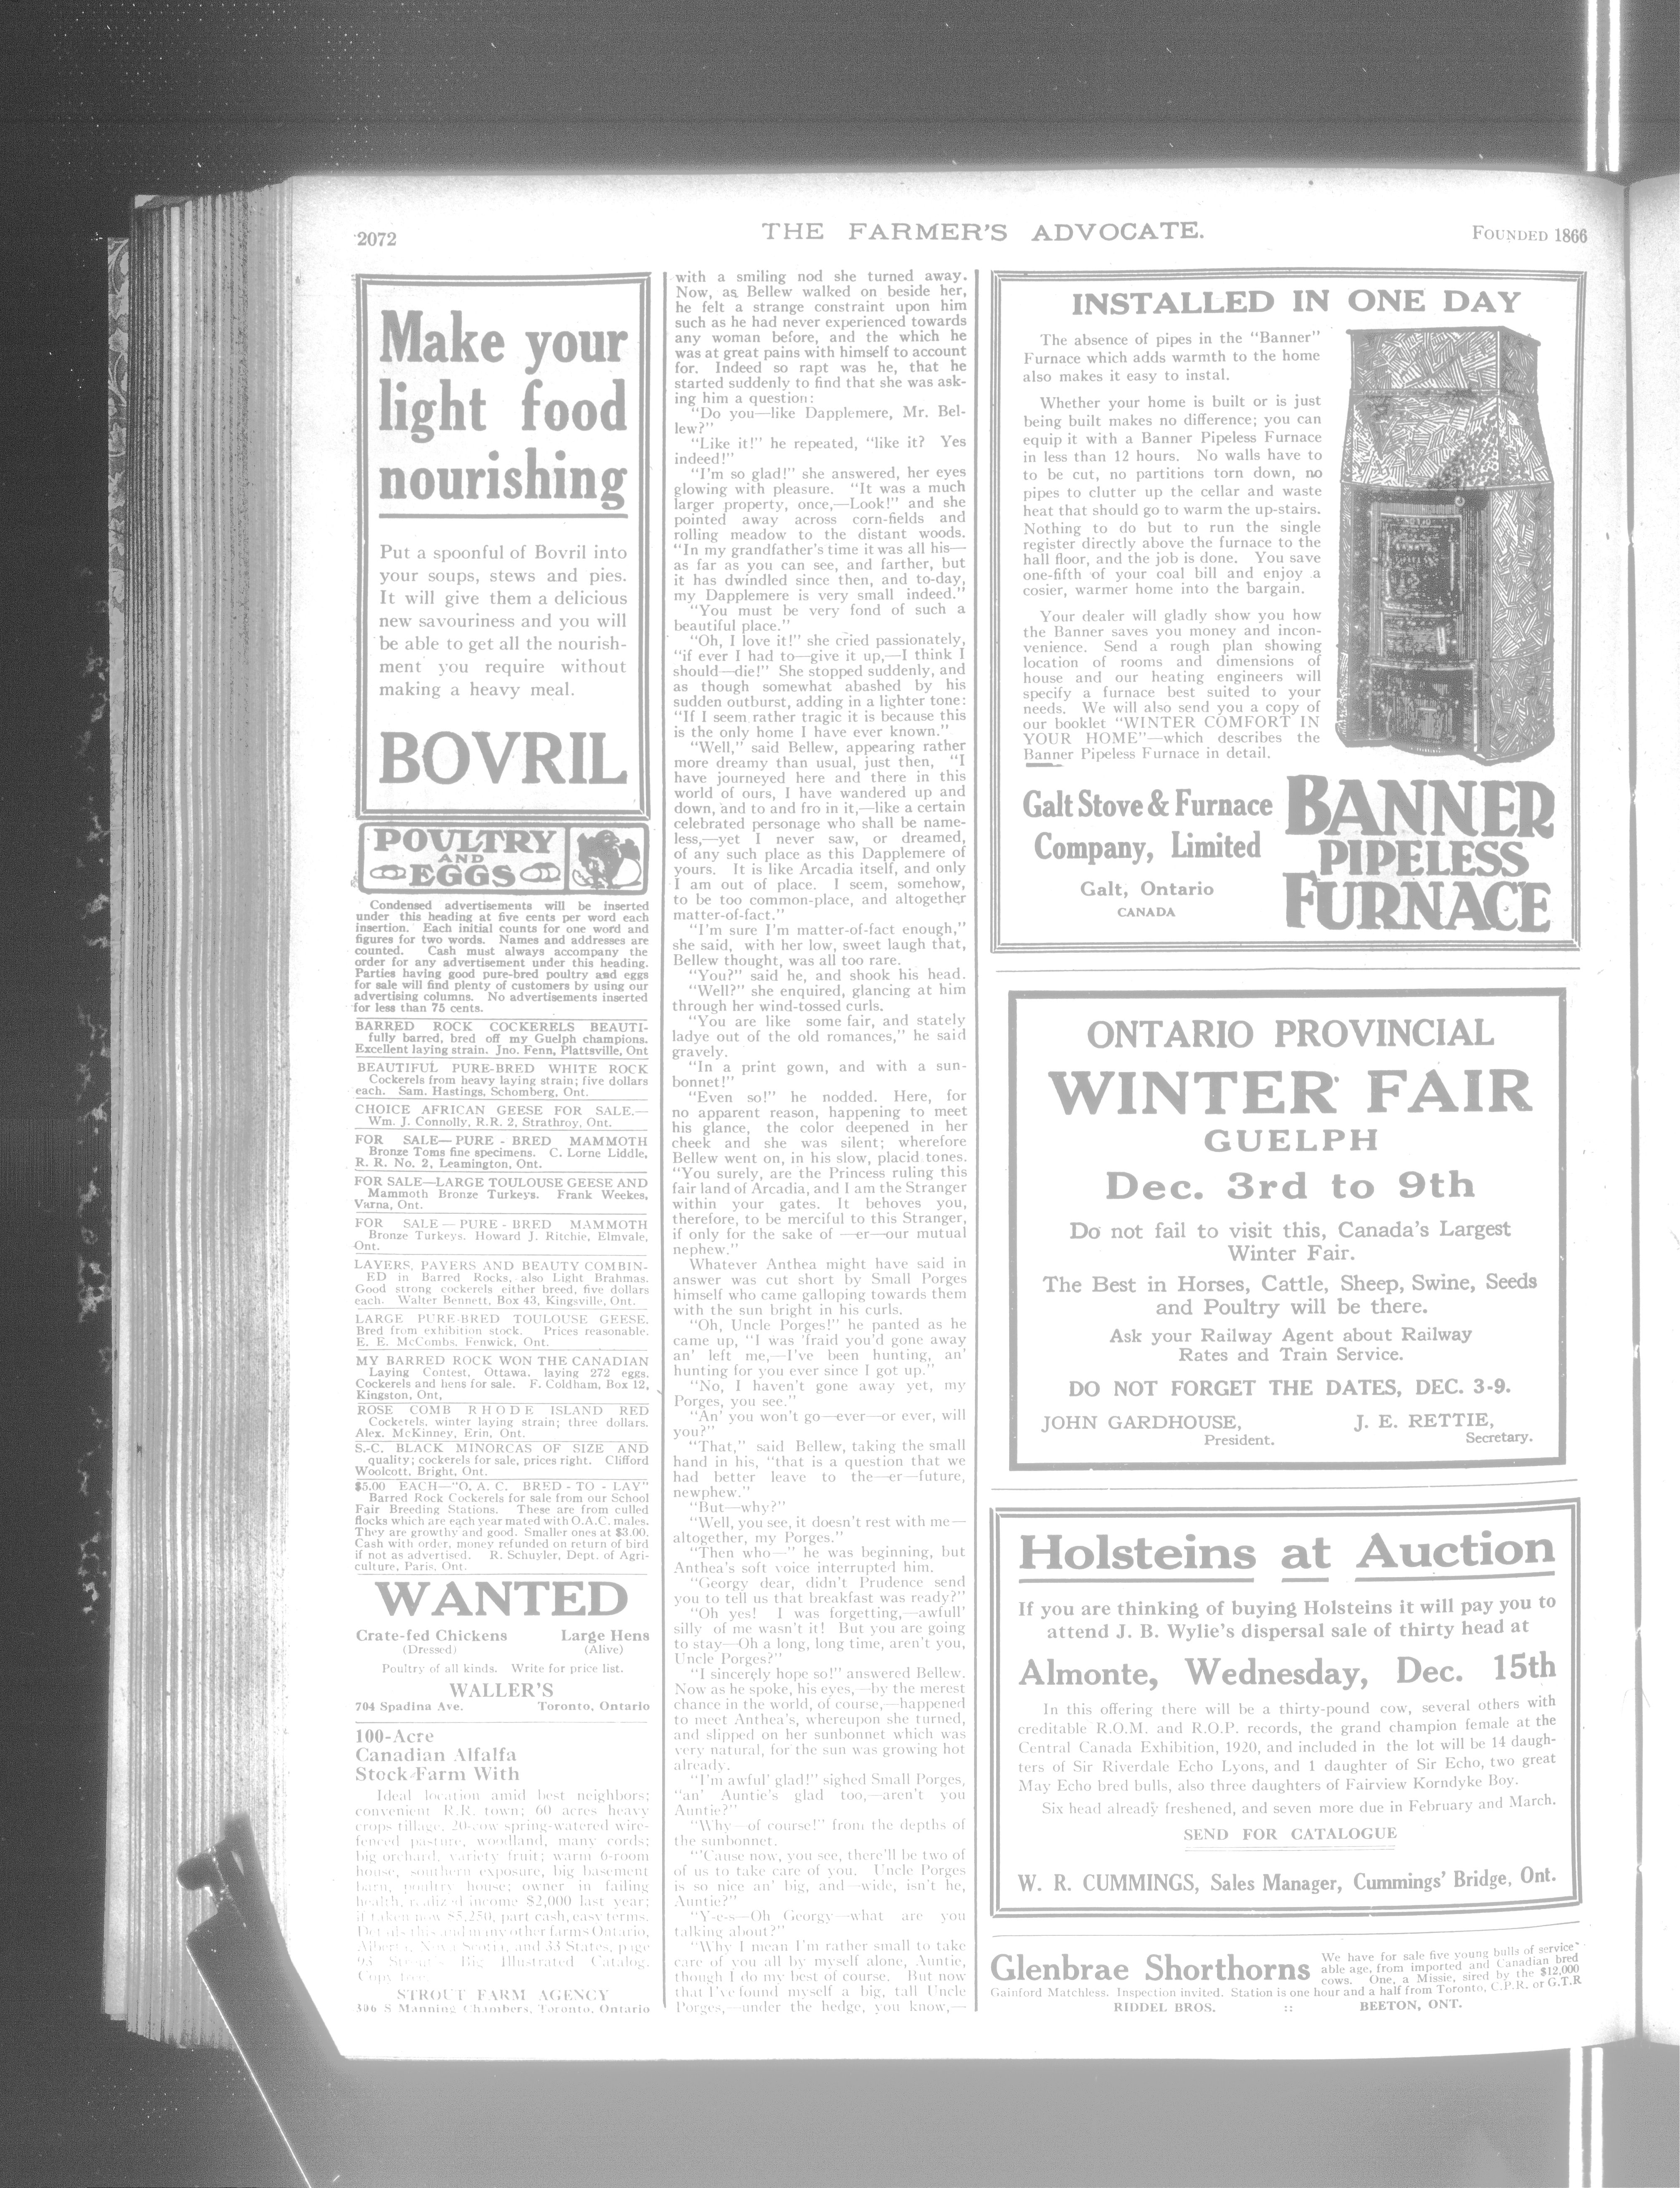 2072
THE FARMER'S ADVOCATE.
FOUNDED 1866
Make your
light food
nourishing
Put a spoonful of Bovril into
your soups, stews and pies.
It will give them a delicious
new savouriness and you will
be able to get all the nourish-
ment you require without
making a heavy meal.
BOVRIL
POULTRY
AND
EGGS
Condensed advertisements will be inserted
under this heading at five cents per word each
insertion. Each initial counts for one word and
figures for two words. Names and addresses are
counted. Cash must always accompany the
order for any advertisement under this heading.
Parties having good pure-bred poultry and eggs
for sale will find plenty of customers by using our
advertising columns. No advertisements inserted
for less than 75 cents.
BARRED ROCK COCKERELS BEAUTI-
fully barred, bred off my Guelph champions.
Excellent laying strain. Jno. Fenn, Plattsville, Ont
BEAUTIFUL PURE-BRED WHITE ROCK
Cockerels from heavy laying strain; five dollars
each. Sam. Hastings, Schomberg, Ont.
CHOICE AFRICAN GEESE FOR SALE.—
Wm. J. Connolly, R.R. 2, Strathroy, Ont.
FOR SALE—PURE-BRED MAMMOTH
Bronze Toms fine specimens. C. Lorne Liddle,
R. R. No. 2, Leamington, Ont.
FOR SALE—LARGE TOULOUSE GEESE AND
Mammoth Bronze Turkeys. Frank Weekes,
Varna, Ont.
FOR SALE—PURE-BRED MAMMOTH
Bronze Turkeys. Howard J. Ritchie, Elmvale,
Ont.
LAYERS, PAYERS AND BEAUTY COMBIN-
ED in Barred Rocks, also Light Brahmas.
Good strong cockerels either breed, five dollars
each. Walter Bennett, Box 43, Kingsville, Ont.
LARGE PURE-BRED TOULOUSE GEESE.
Bred from exhibition stock. Prices reasonable.
E. E. McCombs, Fenwick, Ont.
MY BARRED ROCK WON THE CANADIAN
Laying Contest, Ottawa, laying 272 eggs.
Cockerels and hens for sale. F. Coldham, Box 12,
Kingston, Ont,
ROSE COMB RHODE ISLAND RED
Cockerels, winter laying strain; three dollars.
Alex. McKinney, Erin, Ont.
S.-C. BLACK MINORCAS OF SIZE AND
quality; cockerels for sale, prices right. Clifford
Woolcott, Bright, Ont.
$5.00 EACH—"O. A. C. BRED-TO-LAY"
Barred Rock Cockerels for sale from our School
Fair Breeding Stations. These are from culled
flocks which are each year mated with O.A.C. males.
They are growthy and good. Smaller ones at $3.00.
Cash with order, money refunded on return of bird
if not as advertised. R. Schuyler, Dept. of Agri-
culture, Paris, Ont.
WANTED
Crate-fed Chickens Large Hens
(Dressed) (Alive)
Poultry of all kinds. Write for price list.
WALLER'S
704 Spadina Ave. Toronto, Ontario
100-Acre
Canadian Alfalfa
Stock Farm With
Ideal location amid best neighbors;
convenient R.R. town; 60 acres heavy
crops tillage, 20-cow spring-watered wire-
fenced pasture, woodland, many cords;
big orchard, variety fruit; warm 6-room
house, southern exposure, big basement
barn, poultry house; owner in failing
health, realized income $2,000 last year;
if taken now $5,250, part cash, easy terms.
Details this and many other farms Ontario,
Alberta, Nova Scotia, and 33 States, page
93 Strout's Big Illustrated Catalog.
Copy free.
STROUT FARM AGENCY
306 S Manning Chambers, Toronto, Ontario
with a smiling nod she turned away.
Now, as Bellew walked on beside her,
he felt a strange constraint upon him
such as he had never experienced towards
any woman before, and the which he
was at great pains with himself to account
for. Indeed so rapt was he, that he
started suddenly to find that she was ask-
ing him a question:
"Do you—like Dapplemere, Mr. Bel-
lew?"
"Like it!" he repeated, "like it? Yes
indeed!"
"I'm so glad!" she answered, her eyes
glowing with pleasure. "It was a much
larger property, once,—Look!" and she
pointed away across corn-fields and
rolling meadow to the distant woods.
"In my grandfather's time it was all his—
as far as you can see, and farther, but
it has dwindled since then, and to-day,
my Dapplemere is very small indeed."
"You must be very fond of such a
beautiful place."
"Oh, I love it!" she cried passionately,
"if ever I had to—give it up,—I think I
should—die!" She stopped suddenly, and
as though somewhat abashed by his
sudden outburst, adding in a lighter tone:
"If I seem rather tragic it is because this
is the only home I have ever known."
"Well," said Bellew, appearing rather
more dreamy than usual, just then, "I
have journeyed here and there in this
world of ours, I have wandered up and
down, and to and fro in it,—like a certain
celebrated personage who shall be name-
less,—yet I never saw, or dreamed,
of any such place as this Dapplemere of
yours. It is like Arcadia itself, and only
I am out of place. I seem, somehow,
to be too common-place, and altogether
matter-of-fact."
"I'm sure I'm matter-of-fact enough,"
she said, with her low, sweet laugh that,
Bellew thought, was all too rare.
"You?" said he, and shook his head.
"Well?" she enquired, glancing at him
through her wind-tossed curls.
"You are like some fair, and stately
ladye out of the old romances," he said
gravely.
"In a print gown, and with a sun-
bonnet!"
"Even so!" he nodded. Here, for
no apparent reason, happening to meet
his glance, the color deepened in her
cheek and she was silent; wherefore
Bellew went on, in his slow, placid tones.
"You surely, are the Princess ruling this
fair land of Arcadia, and I am the Stranger
within your gates. It behoves you,
therefore, to be merciful to this Stranger,
if only for the sake of —er—our mutual
nephew."
Whatever Anthea might have said in
answer was cut short by Small Porges
himself who came galloping towards them
with the sun bright in his curls.
"Oh, Uncle Porges!" he panted as he
came up, "I was 'fraid you'd gone away
an' left me,—I've been hunting, an'
hunting for you ever since I got up."
"No, I haven't gone away yet, my
Porges, you see."
"An' you won't go—ever—or ever, will
you?"
"That," said Bellew, taking the small
hand in his, "that is a question that we
had better leave to the—er—future,
newphew."
"But—why?"
"Well, you see, it doesn't rest with me—
altogether, my Porges."
"Then who—" he was beginning, but
Anthea's soft voice interrupted him.
"Georgy dear, didn't Prudence send
you to tell us that breakfast was ready?"
"Oh yes! I was forgetting,—awfull'
silly of me wasn't it! But you are going
to stay—Oh a long, long time, aren't you,
Uncle Porges?"
"I sincerely hope so!" answered Bellew.
Now as he spoke, his eyes,—by the merest
chance in the world, of course,—happened
to meet Anthea's, whereupon she turned,
and slipped on her sunbonnet which was
very natural, for the sun was growing hot
already.
"I'm awful' glad!" sighed Small Porges,
"an' Auntie's glad too,—aren't you
Auntie?"
"Why—of course!" from the depths of
the sunbonnet.
"'Cause now, you see, there'll be two of
of us to take care of you. Uncle Porges
is so nice an' big, and—wide, isn't he,
Auntie?"
"Y-e-s—Oh Georgy—what are you
talking about?"
"Why I mean I'm rather small to take
care of you all by myself alone, Auntie,
though I do my best of course. But now
that I've found myself a big, tall Uncle
Porges,—under the hedge, you know,—
INSTALLED IN ONE DAY
The absence of pipes in the "Banner"
Furnace which adds warmth to the home
also makes it easy to instal.
Whether your home is built or is just
being built makes no difference; you can
equip it with a Banner Pipeless Furnace
in less than 12 hours. No walls have to
to be cut, no partitions torn down, no
pipes to clutter up the cellar and waste
heat that should go to warm the up-stairs.
Nothing to do but to run the single
register directly above the furnace to the
hall floor, and the job is done. You save
one-fifth of your coal bill and enjoy a
cosier, warmer home into the bargain.
Your dealer will gladly show you how
the Banner saves you money and incon-
venience. Send a rough plan showing
location of rooms and dimensions of
house and our heating engineers will
specify a furnace best suited to your
needs. We will also send you a copy of
our booklet "WINTER COMFORT IN
YOUR HOME"—which describes the
Banner Pipeless Furnace in detail.
Galt Stove & Furnace
Company, Limited
Galt, Ontario
CANADA
BANNER
PIPELESS
FURNACE
ONTARIO PROVINCIAL
WINTER FAIR
GUELPH
Dec. 3rd to 9th
Do not fail to visit this, Canada's Largest
Winter Fair.
The Best in Horses, Cattle, Sheep, Swine, Seeds
and Poultry will be there.
Ask your Railway Agent about Railway
Rates and Train Service.
DO NOT FORGET THE DATES, DEC. 3-9.
JOHN GARDHOUSE, J. E. RETTIE,
President. Secretary.
Holsteins at Auction
If you are thinking of buying Holsteins it will pay you to
attend J. B. Wylie's dispersal sale of thirty head at
Almonte, Wednesday, Dec. 15th
In this offering there will be a thirty-pound cow, several others with
creditable R.O.M. and R.O.P. records, the grand champion female at the
Central Canada Exhibition, 1920, and included in the lot will be 14 daugh-
ters of Sir Riverdale Echo Lyons, and 1 daughter of Sir Echo, two great
May Echo bred bulls, also three daughters of Fairview Korndyke Boy.
Six head already freshened, and seven more due in February and March.
SEND FOR CATALOGUE
W. R. CUMMINGS, Sales Manager, Cummings' Bridge, Ont.
Glenbrae Shorthorns
We have for sale five young bulls of service
able age, from imported and Canadian bred
cows. One, a Missie, sired by the $12,000
Gainford Matchless. Inspection invited. Station is one hour and a half from Toronto, C.P.R. or G.T.R
RIDDEL BROS. :: BEETON, ONT.